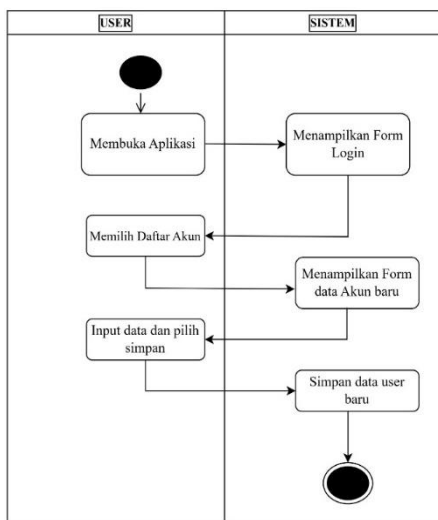 USER
SISTEM
Membuka Aplikasi
Menampilkan Form
Login
Memilih Daftar Akun
Menampilkan Form
data Akun baru
Input data dan pilih
simpan
Simpan data user
baru